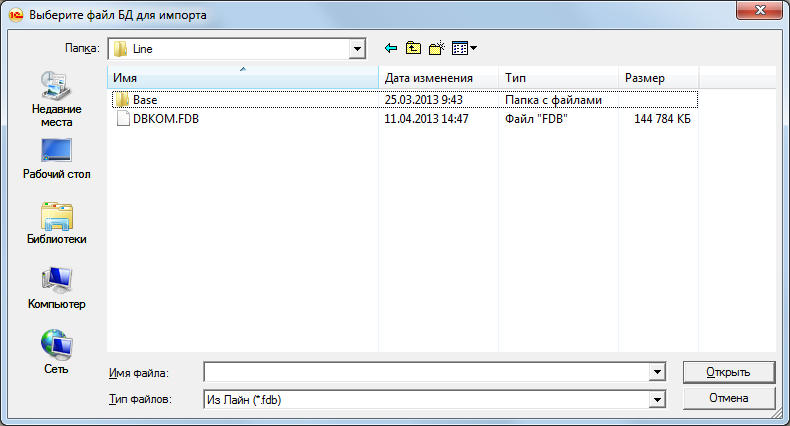 Выберите файл БД для импорта
Папка: Line
Имя Дата изменения Тип Размер
Base 25.03.2013 9:43 Папка с файлами
DBKOM.FDB 11.04.2013 14:47 Файл "FDB" 144 784 КБ
Недавние
места
Рабочий стол
Библиотеки
Компьютер
Сеть
Имя файла: Открыть
Тип файлов: Из Лайн (*.fdb) Отмена